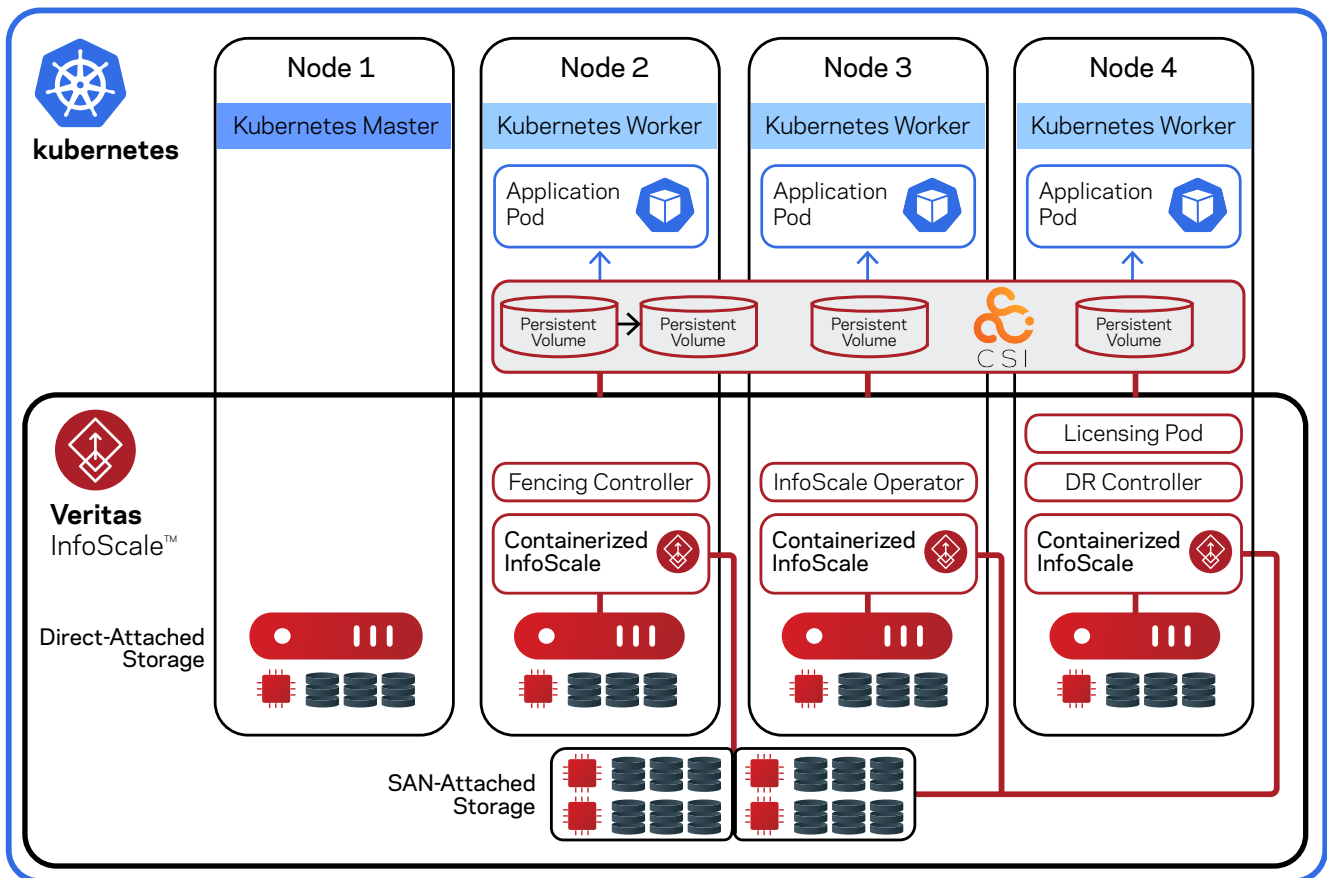 kubernetes
Node 1
Kubernetes Master
Node 2
Kubernetes Worker
Application
Pod
Node 3
Kubernetes Worker
Application
Pod
Node 4
Kubernetes Worker
Application
Pod
Persistent
Volume
Persistent
Volume
Persistent
Volume
CSI
Persistent
Volume
Veritas
InfoScale™
Fencing Controller
Containerized
InfoScale
InfoScale Operator
Containerized
InfoScale
Licensing Pod
DR Controller
Containerized
InfoScale
Direct-Attached
Storage
SAN-Attached
Storage